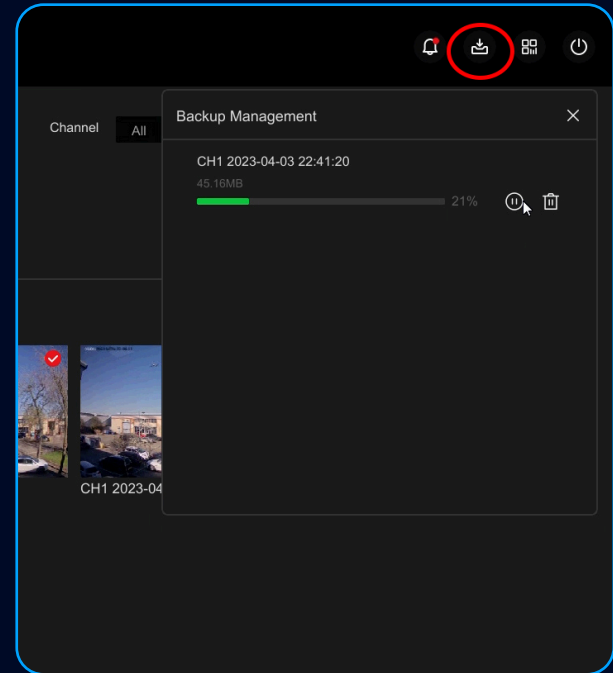 Channel
All
Backup Management
CH1 2023-04-03 22:41:20
45.16MB
21%
CH1 2023-04